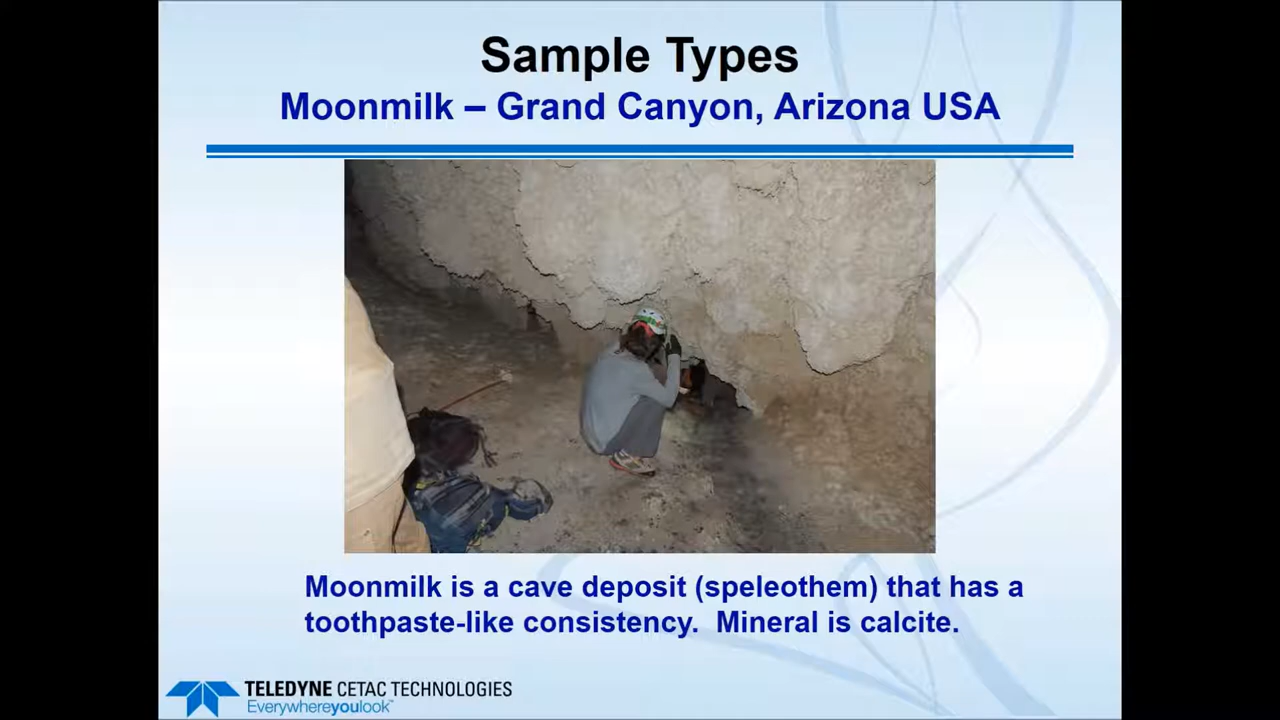 Sample Types
Moonmilk – Grand Canyon, Arizona USA
Moonmilk is a cave deposit (speleothem) that has a
toothpaste-like consistency.  Mineral is calcite.
TELEDYNE CETAC TECHNOLOGIES
Everywhereyoulook™